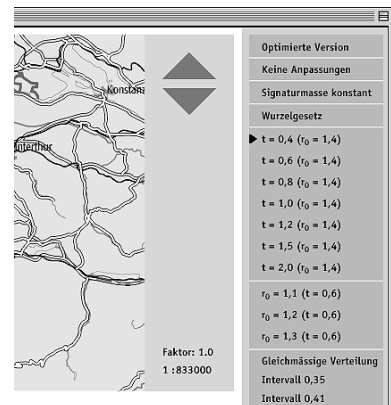 Konstanz
interthur
Faktor: 1.0
1 :833000
Optimierte Version
Keine Anpassungen
Signaturmasse konstant
Wurzelgesetz
t = 0,4 (r0 = 1,4)
t = 0,6 (r0 = 1,4)
t = 0,8 (r0 = 1,4)
t = 1,0 (r0 = 1,4)
t = 1,2 (r0 = 1,4)
t = 1,5 (r0 = 1,4)
t = 2,0 (r0 = 1,4)
r0 = 1,1 (t = 0,6)
r0 = 1,2 (t = 0,6)
r0 = 1,3 (t = 0,6)
Gleichmässige Verteilung
Intervall 0,35
Intervall 0,41